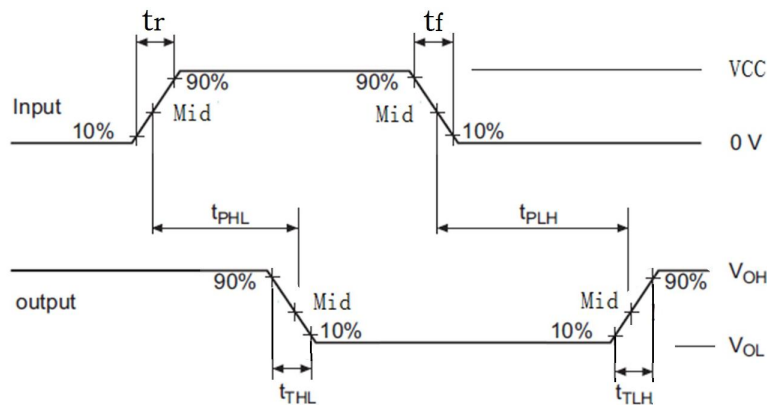 tr tf
90% 90% VCC
Input Mid Mid
10% 10% 0 V
tPHL tPLH
90% 90% VOH
output Mid Mid
10% 10% VOL
tTHL tTLH